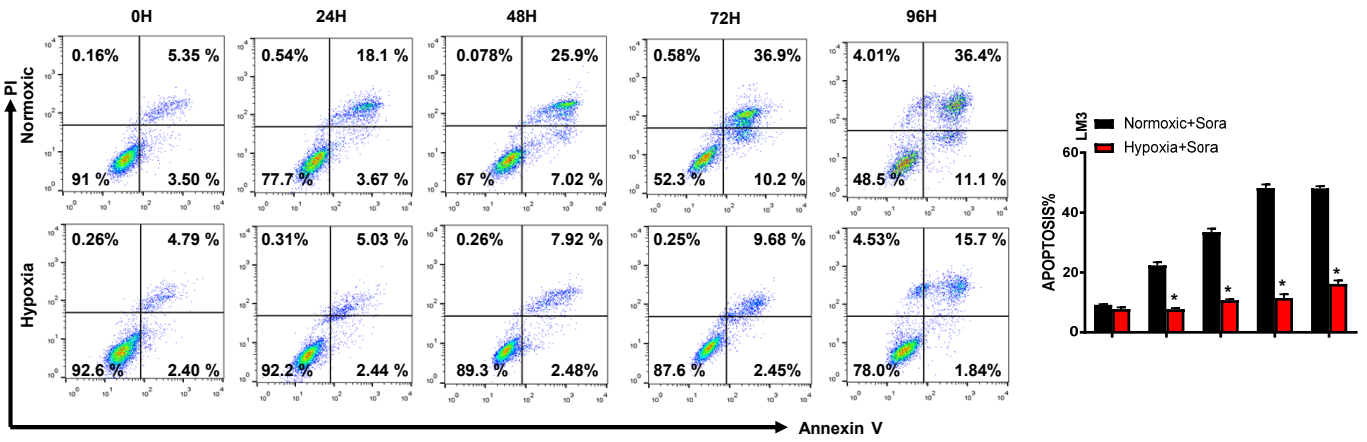 0H 24H 48H 72H 96H
PI
Normoxic
0.16% 5.35 % 0.54% 18.1 % 0.078% 25.9% 0.58% 36.9% 4.01% 36.4%
91 % 3.50 % 77.7 % 3.67 % 67 % 7.02 % 52.3 % 10.2 % 48.5% 11.1 %
Hypoxia
0.26% 4.79 % 0.31% 5.03 % 0.26% 7.92 % 0.25% 9.68 % 4.53% 15.7 %
92.6 % 2.40 % 92.2 % 2.44 % 89.3 % 2.48% 87.6 % 2.45% 78.0% 1.84%
Annexin V
LM3
Normoxic+Sora
Hypoxia+Sora
APOPTOSIS%
60
40
20
0
* * * *